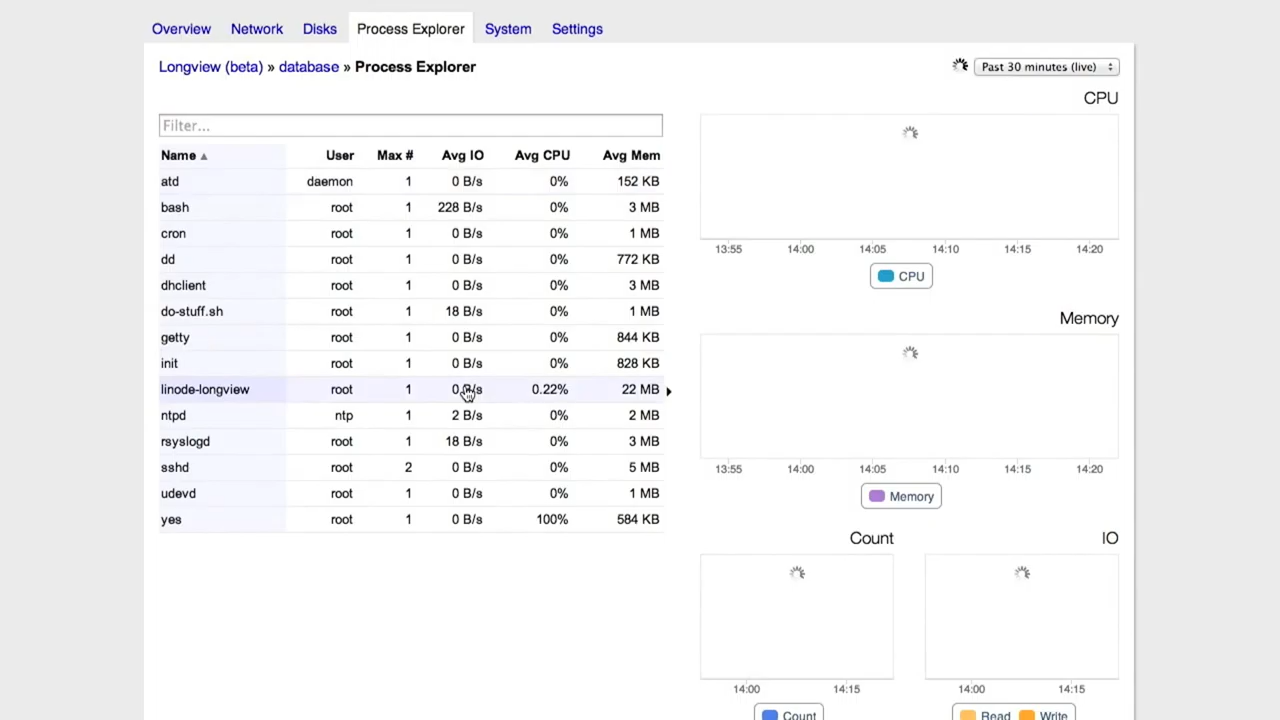 Overview Network Disks Process Explorer System Settings
Longview (beta) » database » Process Explorer
Past 30 minutes (live)
Filter...
Name User Max # Avg IO Avg CPU Avg Mem
atd daemon 1 0 B/s 0% 152 KB
bash root 1 228 B/s 0% 3 MB
cron root 1 0 B/s 0% 1 MB
dd root 1 0 B/s 0% 772 KB
dhclient root 1 0 B/s 0% 3 MB
do-stuff.sh root 1 18 B/s 0% 1 MB
getty root 1 0 B/s 0% 844 KB
init root 1 0 B/s 0% 828 KB
linode-longview root 1 0 B/s 0.22% 22 MB
ntpd ntp 1 2 B/s 0% 2 MB
rsyslogd root 1 18 B/s 0% 3 MB
sshd root 2 0 B/s 0% 5 MB
udevd root 1 0 B/s 0% 1 MB
yes root 1 0 B/s 100% 584 KB
CPU
13:55 14:00 14:05 14:10 14:15 14:20
CPU
Memory
13:55 14:00 14:05 14:10 14:15 14:20
Memory
Count
14:00 14:15
Count
IO
14:00 14:15
Read Write